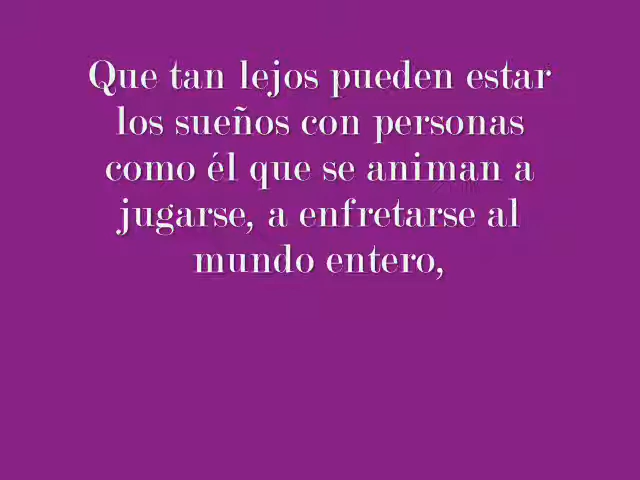 Que tan lejos pueden estar
los sueños con personas
como él que se animan a
jugarse, a enfretarse al
mundo entero,